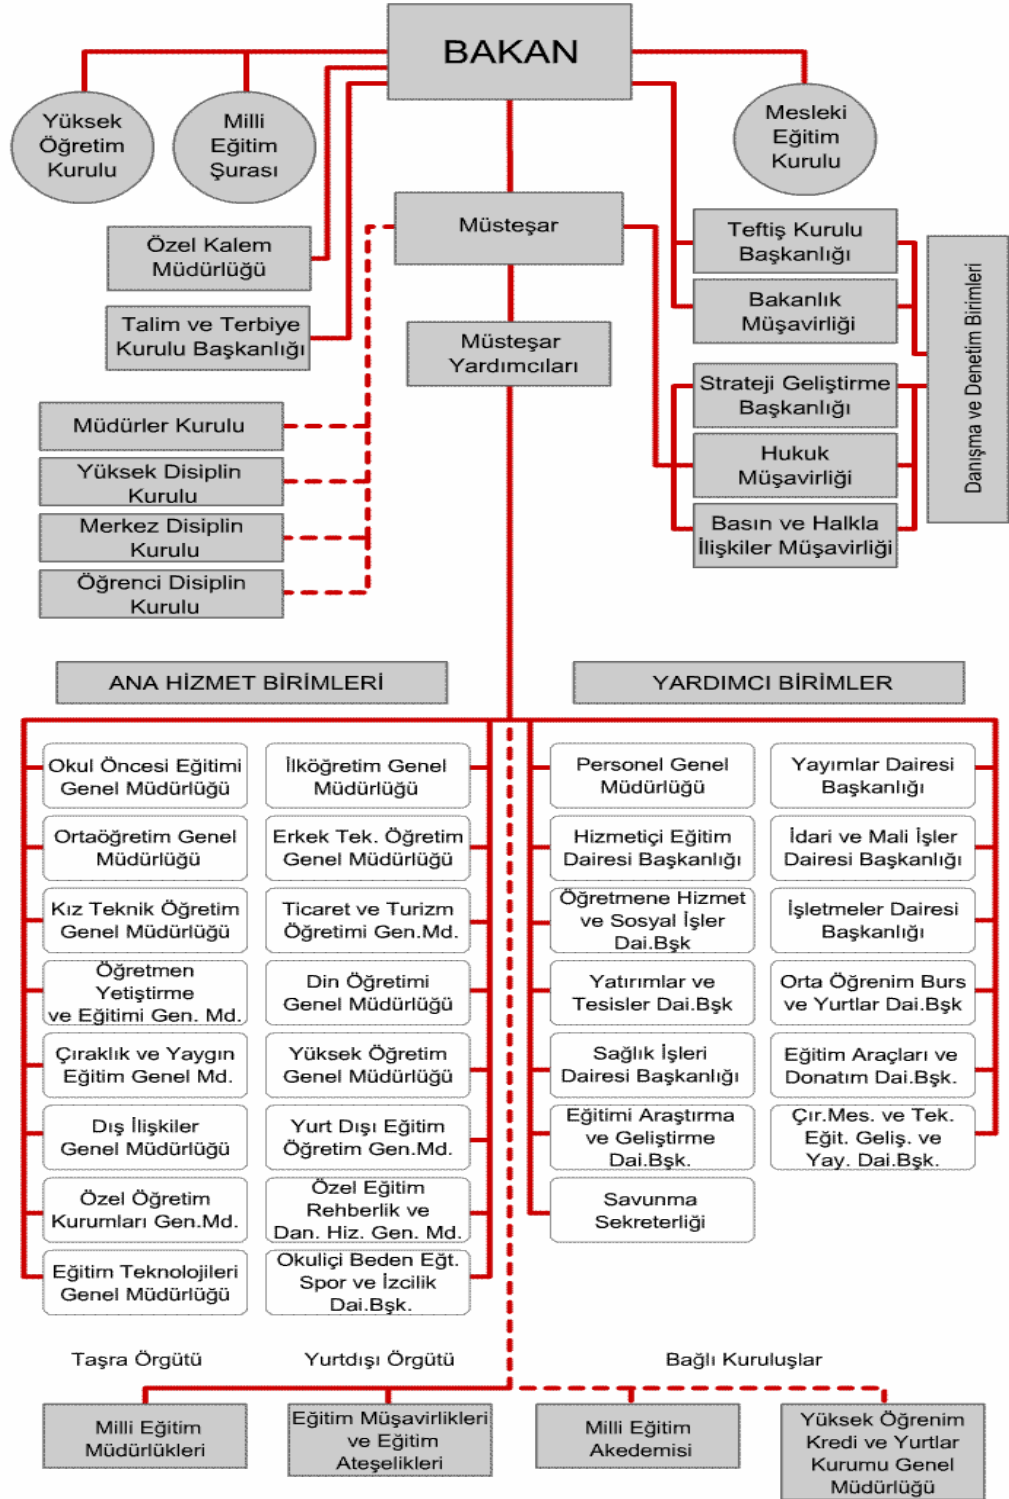 BAKAN
Yüksek
Öğretim
Kurulu
Milli
Eğitim
Şurası
Mesleki
Eğitim
Kurulu
Müsteşar
Özel Kalem
Müdürlüğü
Talim ve Terbiye
Kurulu Başkanlığı
Müsteşar
Yardımcıları
Teftiş Kurulu
Başkanlığı
Bakanlık
Müşavirliği
Strateji Geliştirme
Başkanlığı
Hukuk
Müşavirliği
Basın ve Halkla
İlişkiler Müşavirliği
Danışma ve Denetim Birimleri
Müdürler Kurulu
Yüksek Disiplin
Kurulu
Merkez Disiplin
Kurulu
Öğrenci Disiplin
Kurulu
ANA HİZMET BİRİMLERİ
Okul Öncesi Eğitimi
Genel Müdürlüğü
İlköğretim Genel
Müdürlüğü
Ortaöğretim Genel
Müdürlüğü
Erkek Tek. Öğretim
Genel Müdürlüğü
Kız Teknik Öğretim
Genel Müdürlüğü
Ticaret ve Turizm
Öğretimi Gen.Md.
Öğretmen
Yetiştirme
ve Eğitimi Gen. Md.
Din Öğretimi
Genel Müdürlüğü
Çıraklık ve Yaygın
Eğitim Genel Md.
Yüksek Öğretim
Genel Müdürlüğü
Dış İlişkiler
Genel Müdürlüğü
Yurt Dışı Eğitim
Öğretim Gen.Md.
Özel Öğretim
Kurumları Gen.Md.
Özel Eğitim
Rehberlik ve
Dan. Hiz. Gen. Md.
Eğitim Teknolojileri
Genel Müdürlüğü
Okuliçi Beden Eğt.
Spor ve İzcilik
Dai.Bşk.
YARDIMCI BİRİMLER
Personel Genel
Müdürlüğü
Yayımlar Dairesi
Başkanlığı
Hizmetiçi Eğitim
Dairesi Başkanlığı
İdari ve Mali İşler
Dairesi Başkanlığı
Öğretmene Hizmet
ve Sosyal İşler
Dai.Bşk
İşletmeler Dairesi
Başkanlığı
Yatırımlar ve
Tesisler Dai.Bşk
Orta Öğrenim Burs
ve Yurtlar Dai.Bşk
Sağlık İşleri
Dairesi Başkanlığı
Eğitim Araçları ve
Donatım Dai.Bşk.
Eğitimi Araştırma
ve Geliştirme
Dai.Bşk.
Çır.Mes. ve Tek.
Eğit. Geliş. ve
Yay. Dai.Bşk.
Savunma
Sekreterliği
Taşra Örgütü
Yurtdışı Örgütü
Bağlı Kuruluşlar
Milli Eğitim
Müdürlükleri
Eğitim Müşavirlikleri
ve Eğitim
Ateşelikleri
Milli Eğitim
Akedemisi
Yüksek Öğrenim
Kredi ve Yurtlar
Kurumu Genel
Müdürlüğü